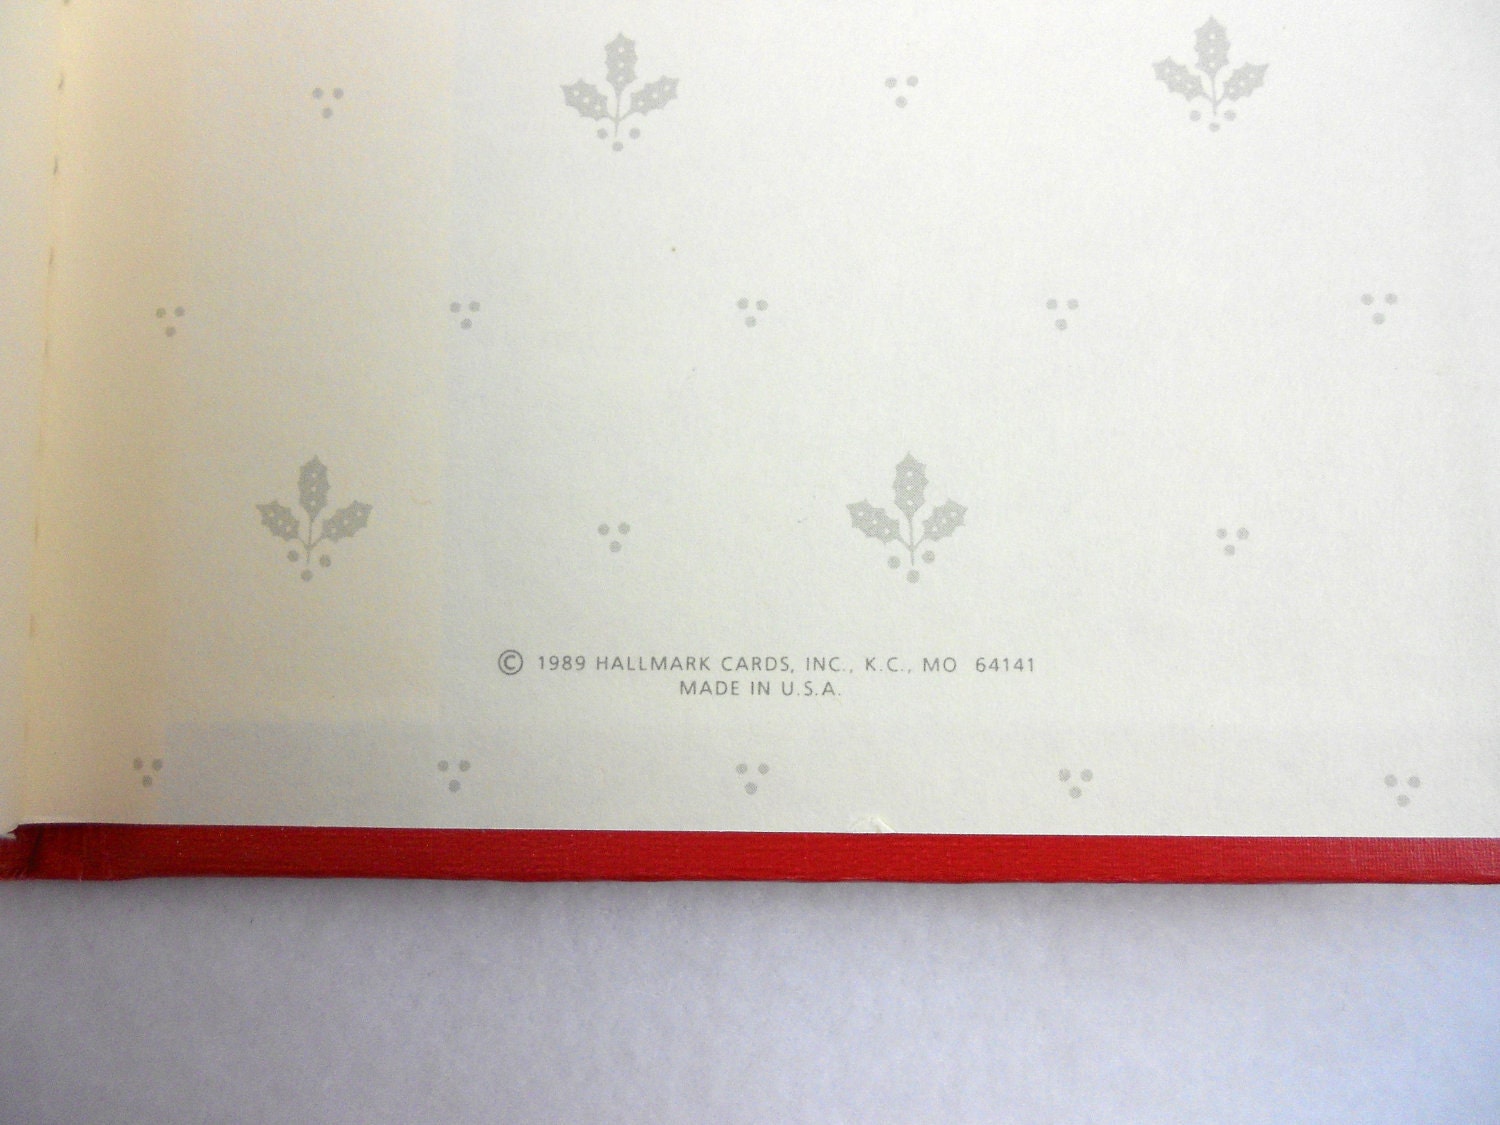 © 1989 HALLMARK CARDS, INC., K.C., MO 64141
MADE IN U.S.A.